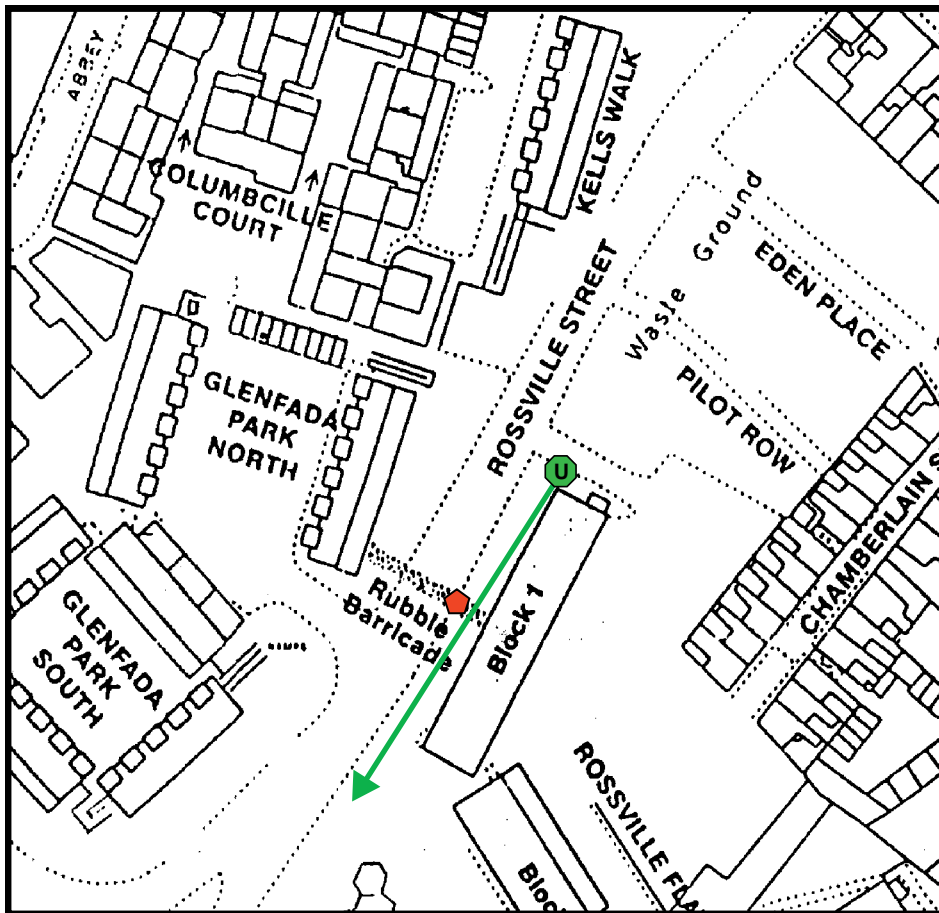 ABBEY
COLUMBCILLE
COURT
KELLS WALK
Waste Ground
EDEN PLACE
ROSSVILLE STREET
PILOT ROW
GLENFADA
PARK
NORTH
U
CHAMBERLAIN S
Rubble
Barricade
Block 1
GLENFADA
PARK
SOUTH
ROSSVILLE FLA
Bloc